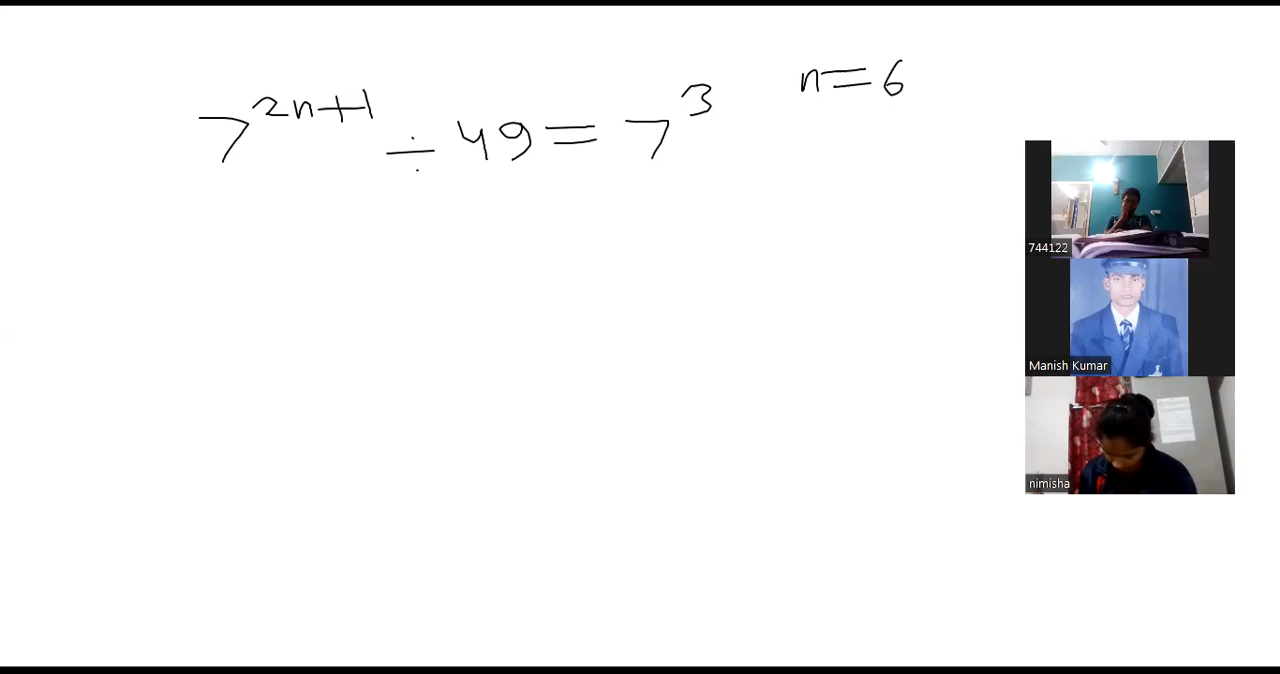 7^{2n+1} ÷ 49 = 7^3
n=6
744122
Manish Kumar
nimisha